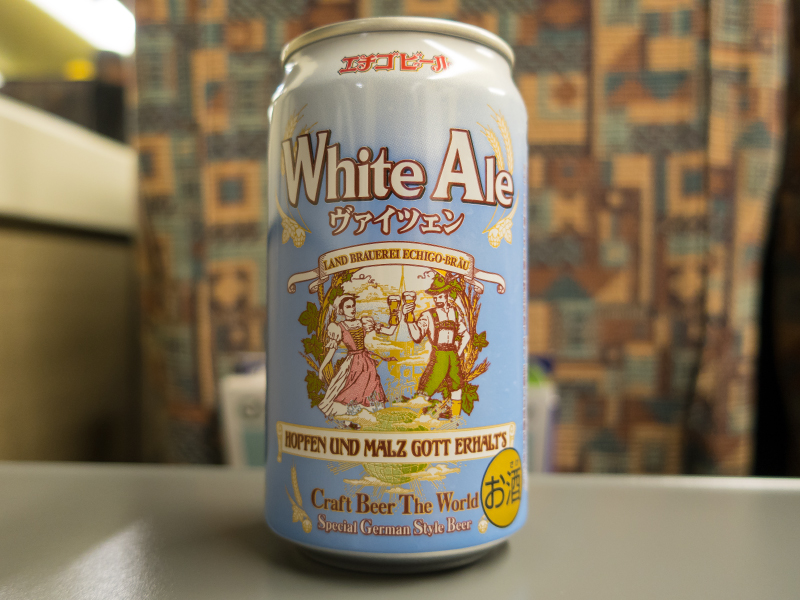 エチゴビール
White Ale
ヴァイツェン
LAND BRAUEREI ECHIGO-BRÄU
HOPFEN UND MALZ GOTT ERHALT'S
Craft Beer The World
Special German Style Beer
お酒